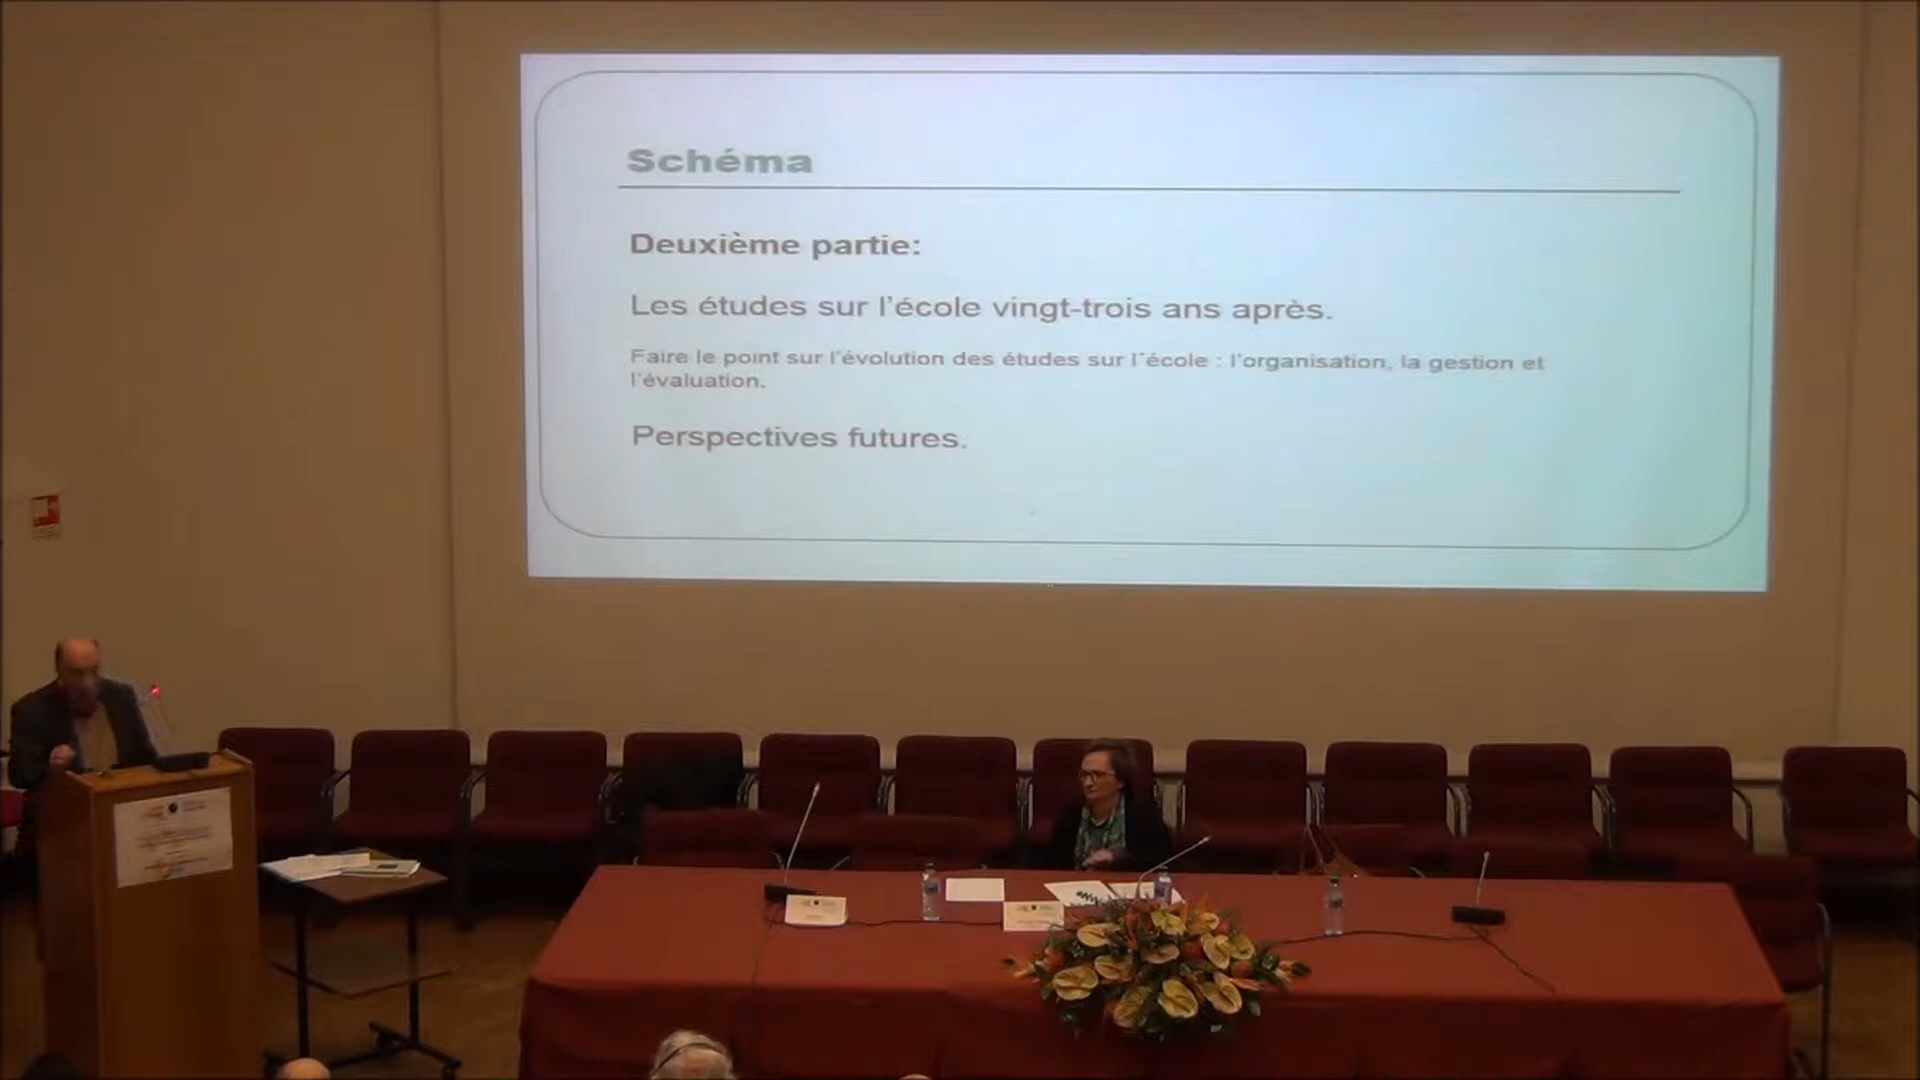 Schéma
Deuxième partie:
Les études sur l'école vingt-trois ans après.
Faire le point sur l'évolution des études sur l´école : l'organisation, la gestion et
l'évaluation.
Perspectives futures.